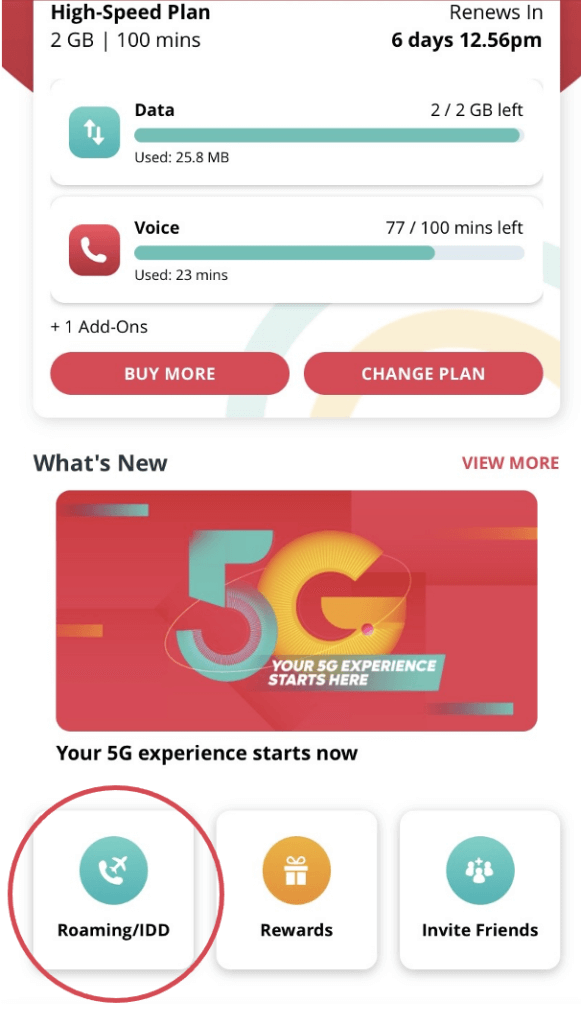 High-Speed Plan
Renews In
2 GB | 100 mins
6 days 12.56pm
Data
2 / 2 GB left
Used: 25.8 MB
Voice
77 / 100 mins left
Used: 23 mins
+ 1 Add-Ons
BUY MORE
CHANGE PLAN
What's New
VIEW MORE
5G
YOUR 5G EXPERIENCE
STARTS HERE
Your 5G experience starts now
Roaming/IDD
Rewards
Invite Friends